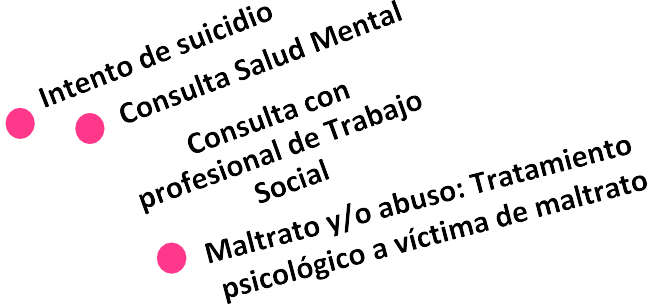 Intento de suicidio
Consulta Salud Mental
Consulta con
profesional de Trabajo
Social
Maltrato y/o abuso: Tratamiento
psicológico a víctima de maltrato